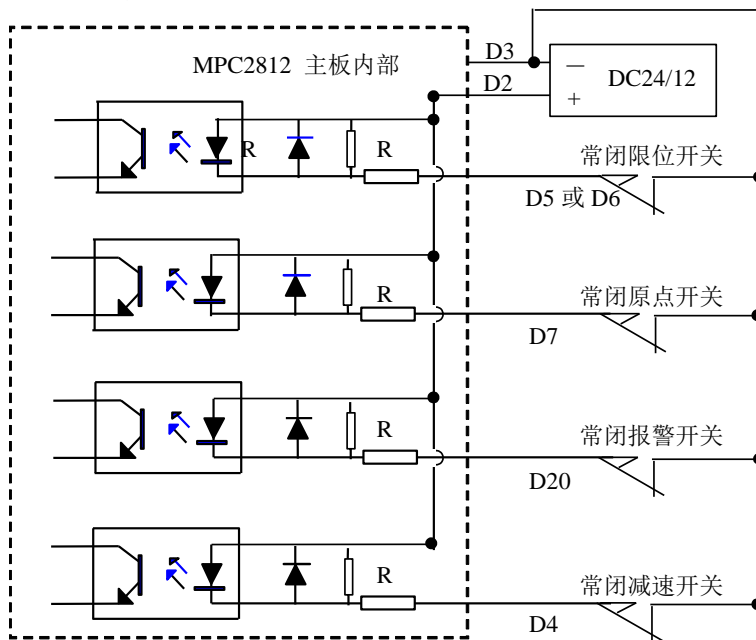 D3
MPC2812 主板内部
—
DC24/12
D2
+
R
R
常闭限位开关
D5 或 D6
R
常闭原点开关
D7
R
常闭报警开关
D20
R
常闭减速开关
D4